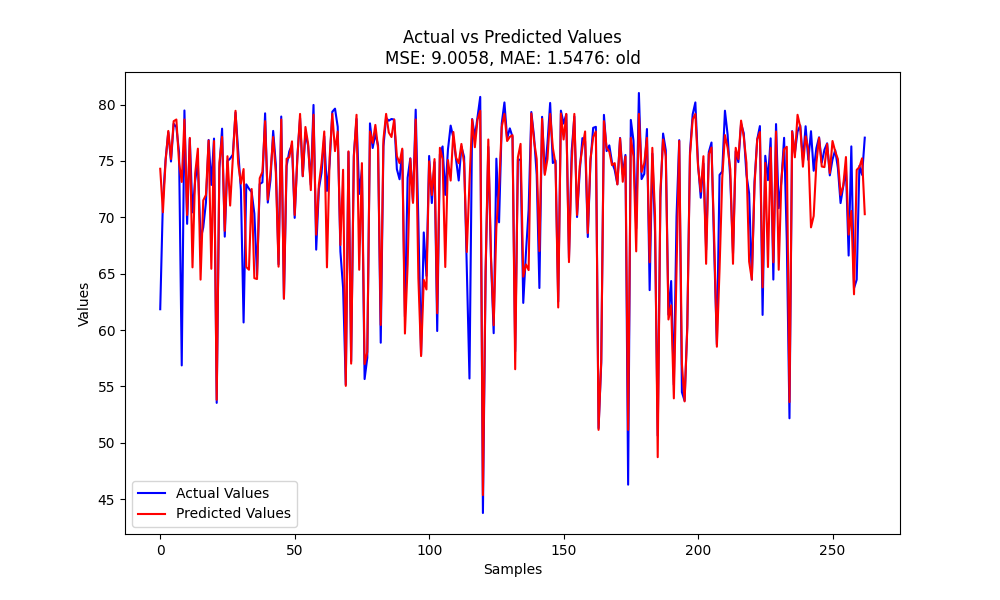 Actual vs Predicted Values
MSE: 9.0058, MAE: 1.5476: old
Values
80
75
70
65
60
55
50
45
Actual Values
Predicted Values
0
50
100
150
200
250
Samples